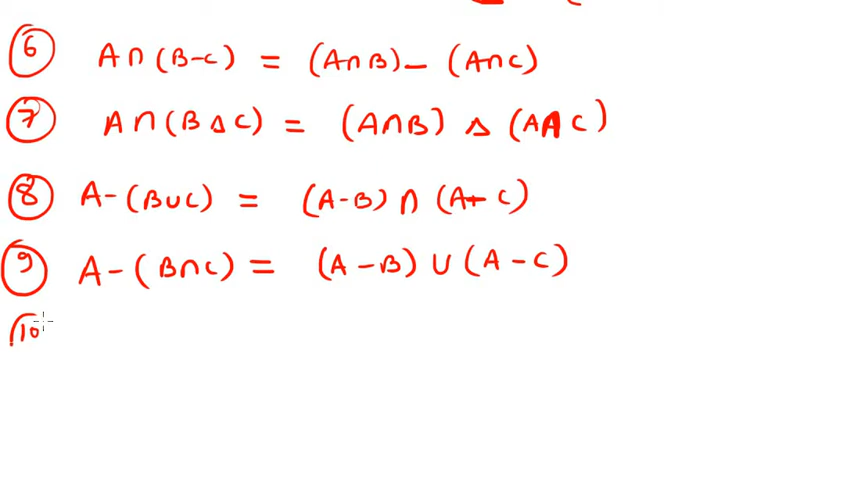 6 A∩(B-C) = (A∩B) - (A∩C)
7 A∩(B Δ C) = (A∩B) Δ (A∩C)
8 A-(B∪C) = (A-B) ∩ (A-C)
9 A-(B∩C) = (A-B) ∪ (A-C)
10